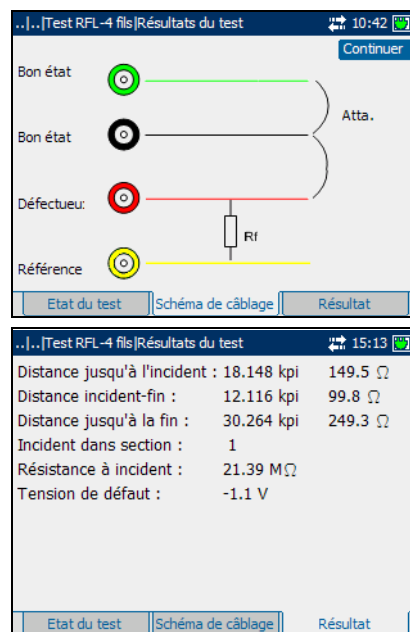 ..|..|Test RFL-4 fils|Résultats du test 10:42
Continuer
Bon état
Atta.
Bon état
Défectueu:
Rf
Référence
Etat du test Schéma de câblage Résultat
..|..|Test RFL-4 fils|Résultats du test 15:13
Distance jusqu'à l'incident : 18.148 kpi 149.5 Ω
Distance incident-fin : 12.116 kpi 99.8 Ω
Distance jusqu'à la fin : 30.264 kpi 249.3 Ω
Incident dans section : 1
Résistance à incident : 21.39 MΩ
Tension de défaut : -1.1 V
Etat du test Schéma de câblage Résultat